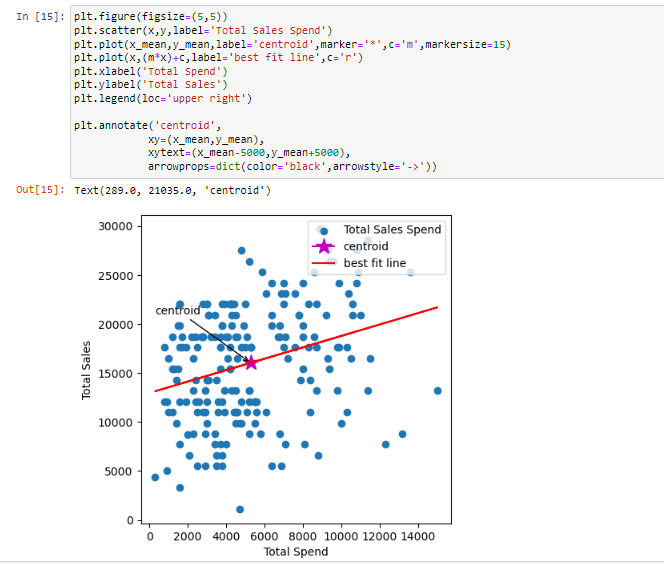 In [15]: plt.figure(figsize=(5,5))
plt.scatter(x,y,label='Total Sales Spend')
plt.plot(x_mean,y_mean,label='centroid',marker='*',c='m',markersize=15)
plt.plot(x,(m*x)+c,label='best fit line',c='r')
plt.xlabel('Total Spend')
plt.ylabel('Total Sales')
plt.legend(loc='upper right')
plt.annotate('centroid',
xy=(x_mean,y_mean),
xytext=(x_mean-5000,y_mean+5000),
arrowprops=dict(color='black',arrowstyle='->'))
Out[15]: Text(289.0, 21035.0, 'centroid')
Total Sales Spend
centroid
best fit line
30000
25000
20000
15000
10000
5000
0
Total Sales
centroid
0 2000 4000 6000 8000 10000 12000 14000
Total Spend